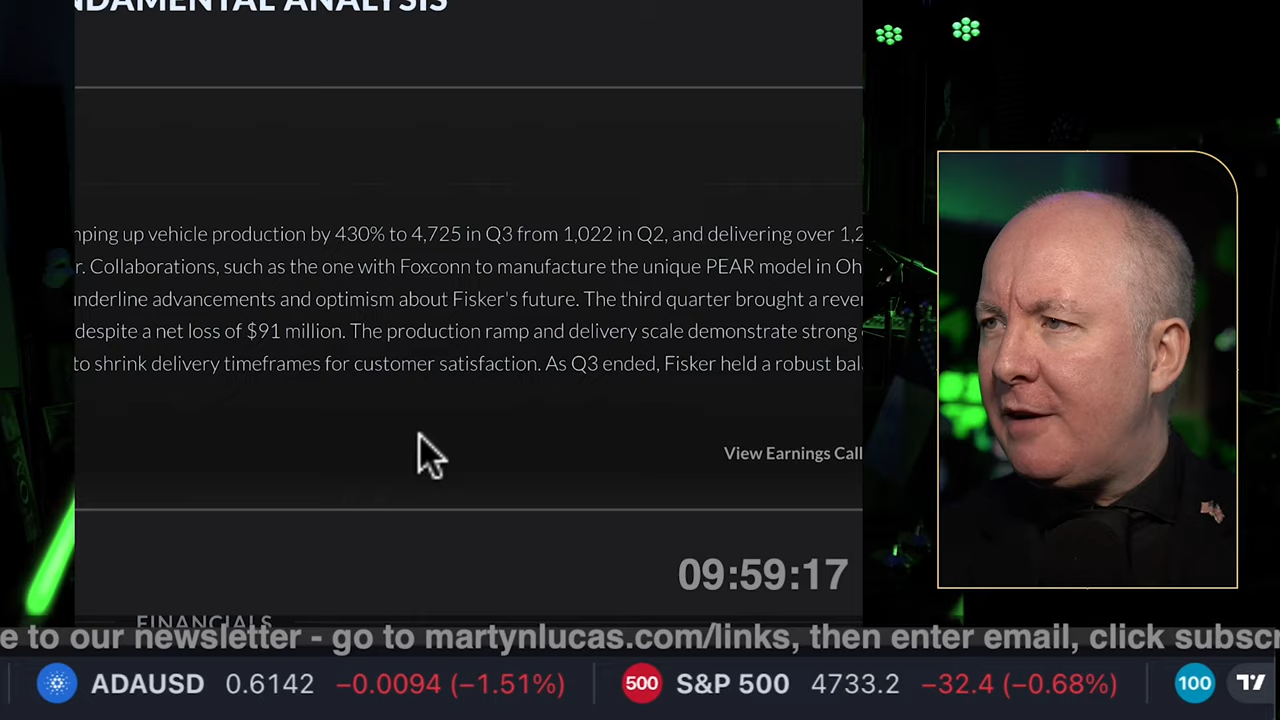 NDAMENTAL ANALYSIS
nping up vehicle production by 430% to 4,725 in Q3 from 1,022 in Q2, and delivering over 1,2
r. Collaborations, such as the one with Foxconn to manufacture the unique PEAR model in Oh
underline advancements and optimism about Fisker's future. The third quarter brought a reve
despite a net loss of $91 million. The production ramp and delivery scale demonstrate strong
to shrink delivery timeframes for customer satisfaction. As Q3 ended, Fisker held a robust bal
View Earnings Call
09:59:17
FINANCIALS
e to our newsletter - go to martynlucas.com/links, then enter email, click subscr
ADAUSD 0.6142 −0.0094 (−1.51%) 500 S&P 500 4733.2 −32.4 (−0.68%) 100